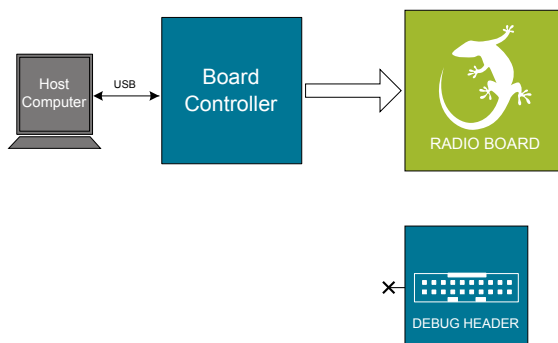 Host
Computer
USB
Board
Controller
RADIO BOARD
DEBUG HEADER